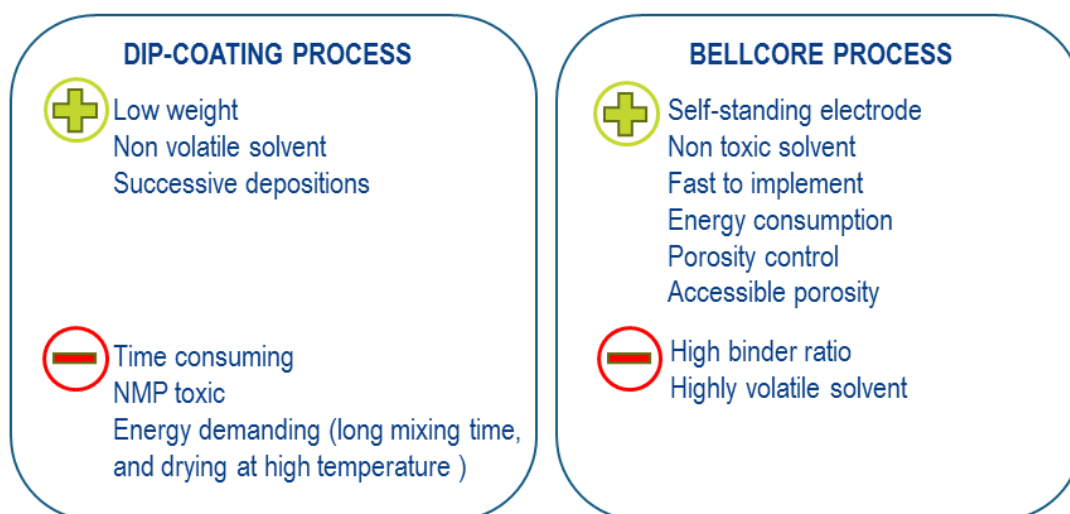 DIP-COATING PROCESS
Low weight
Non volatile solvent
Successive depositions
Time consuming
NMP toxic
Energy demanding (long mixing time,
and drying at high temperature )
BELLCORE PROCESS
Self-standing electrode
Non toxic solvent
Fast to implement
Energy consumption
Porosity control
Accessible porosity
High binder ratio
Highly volatile solvent